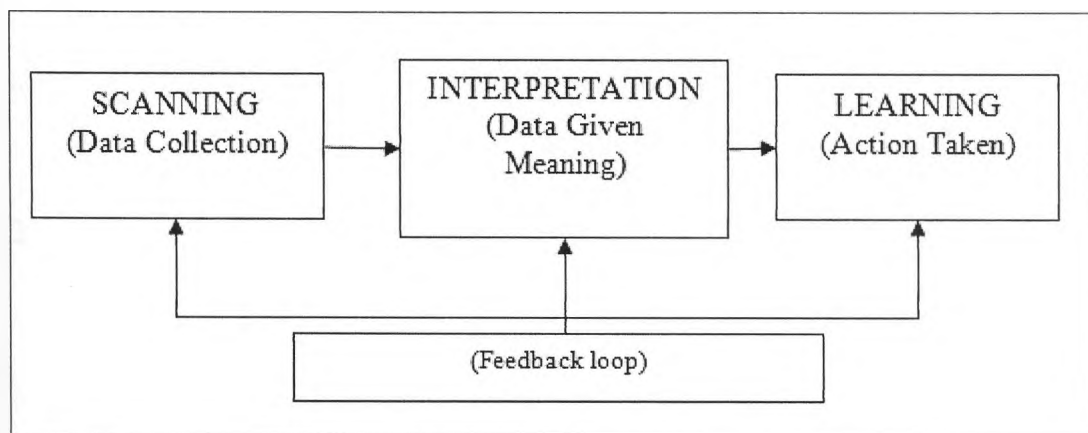 SCANNING
(Data Collection)
INTERPRETATION
(Data Given
Meaning)
LEARNING
(Action Taken)
(Feedback loop)